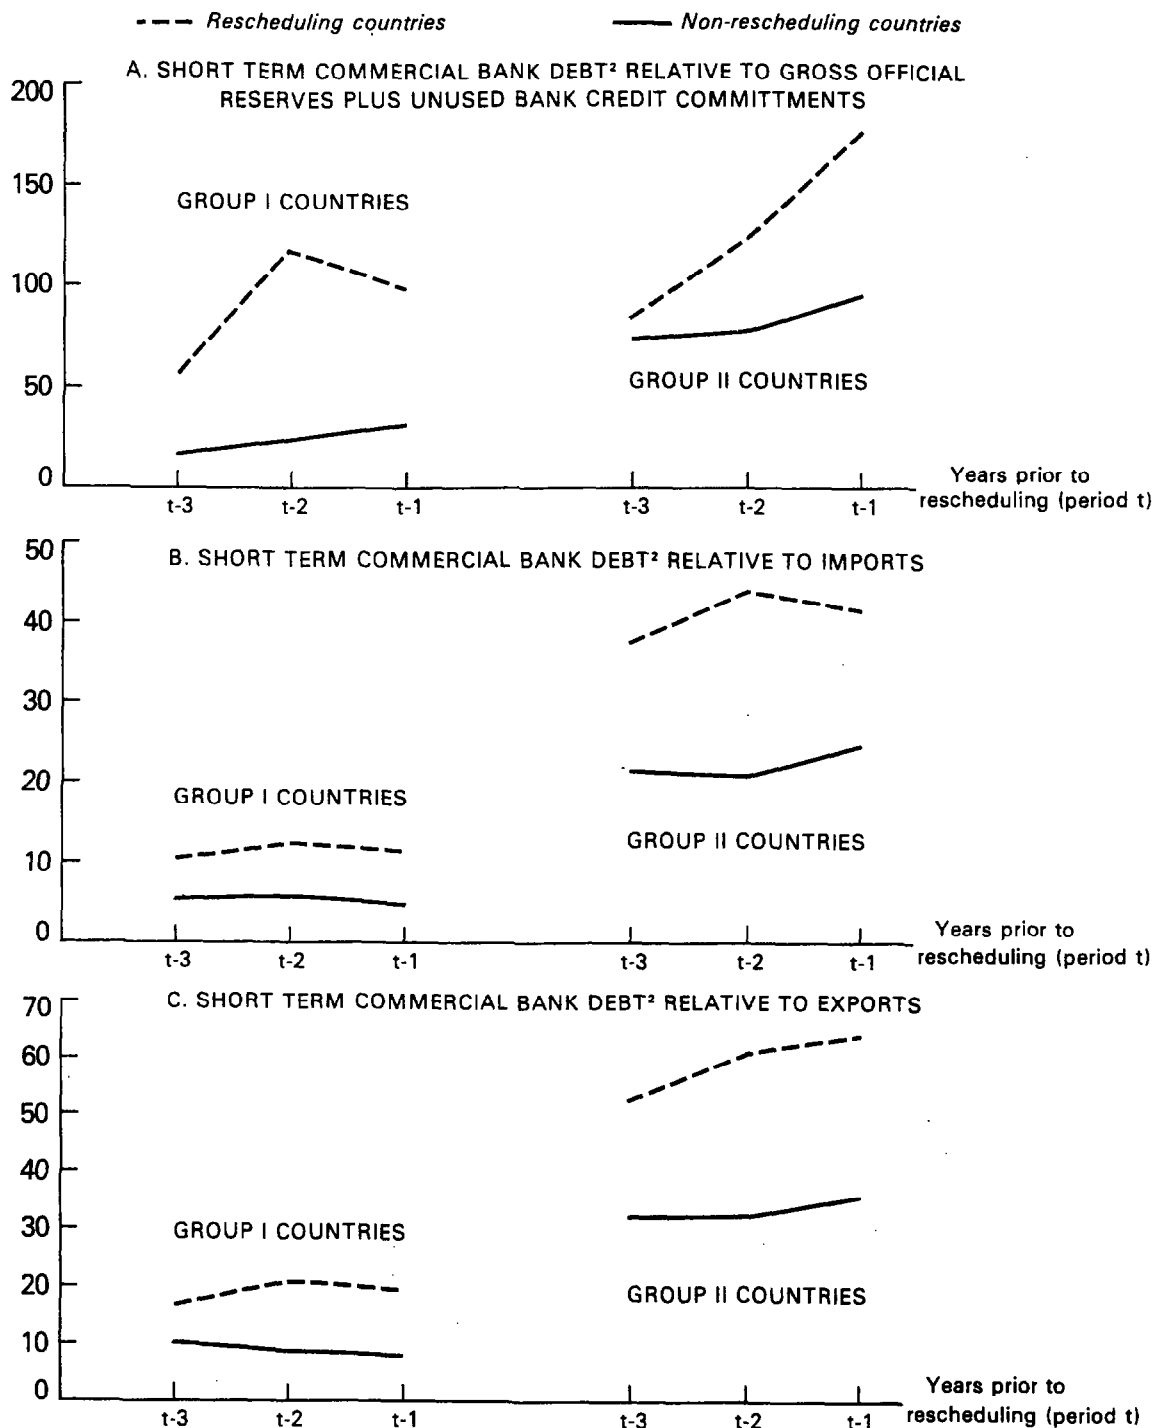 Rescheduling countries
Non-rescheduling countries
A. SHORT TERM COMMERCIAL BANK DEBT² RELATIVE TO GROSS OFFICIAL
RESERVES PLUS UNUSED BANK CREDIT COMMITTMENTS
200
150
100
50
0
GROUP I COUNTRIES
GROUP II COUNTRIES
t-3
t-2
t-1
t-3
t-2
t-1
Years prior to
rescheduling (period t)
B. SHORT TERM COMMERCIAL BANK DEBT² RELATIVE TO IMPORTS
50
40
30
20
10
0
GROUP I COUNTRIES
GROUP II COUNTRIES
t-3
t-2
t-1
t-3
t-2
t-1
Years prior to
rescheduling (period t)
C. SHORT TERM COMMERCIAL BANK DEBT² RELATIVE TO EXPORTS
70
60
50
40
30
20
10
0
GROUP I COUNTRIES
GROUP II COUNTRIES
t-3
t-2
t-1
t-3
t-2
t-1
Years prior to
rescheduling (period t)